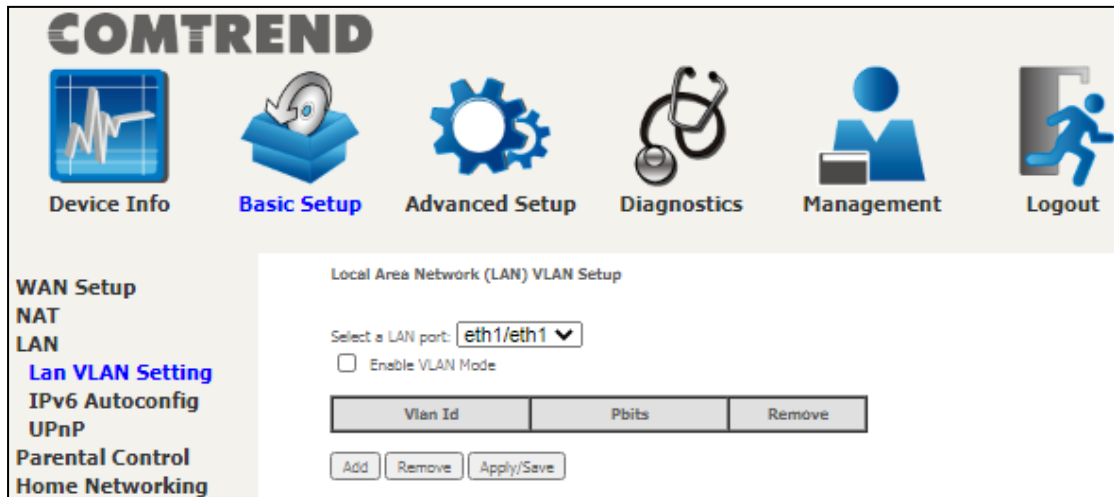 COMTREND
Device Info
Basic Setup
Advanced Setup
Diagnostics
Management
Logout
WAN Setup
NAT
LAN
Lan VLAN Setting
IPv6 Autoconfig
UPnP
Parental Control
Home Networking
Local Area Network (LAN) VLAN Setup
Select a LAN port: eth1/eth1
Enable VLAN Mode
Vlan Id Pbits Remove
Add Remove Apply/Save